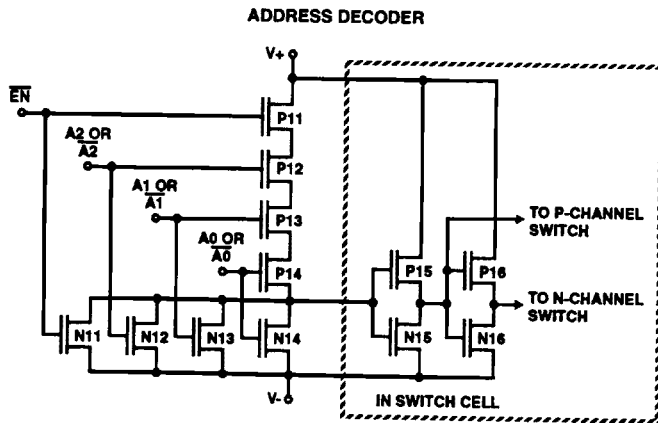 ADDRESS DECODER
V+
EN
P11
A2 OR
A2
P12
A1 OR
A1
P13
A0 OR
A0
P14
TO P-CHANNEL
SWITCH
P15
P16
TO N-CHANNEL
SWITCH
N11
N12
N13
N14
N15
N16
V-
IN SWITCH CELL